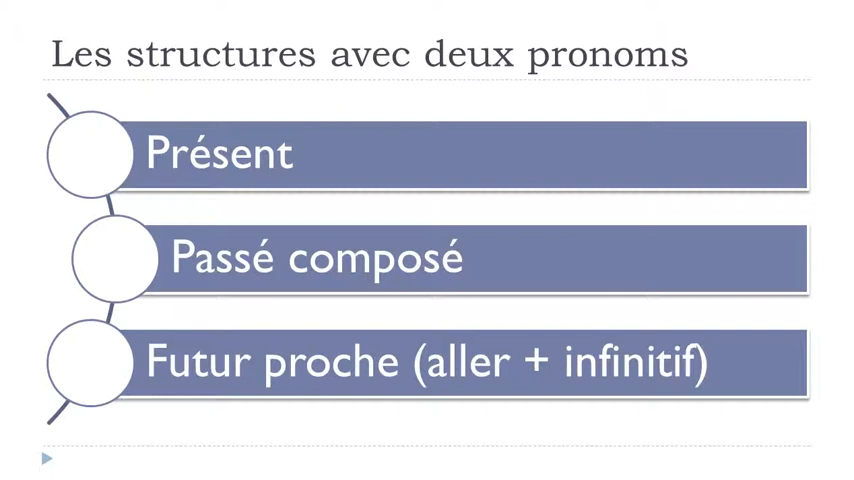 Les structures avec deux pronoms
Présent
Passé composé
Futur proche (aller + infinitif)